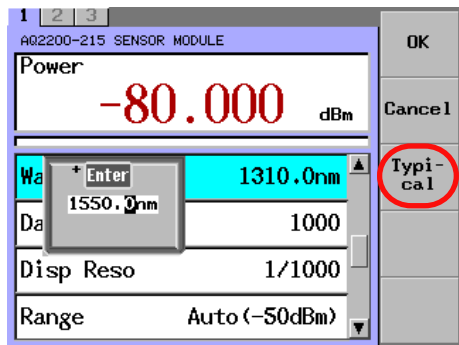 1 2 3
AQ2200-215 SENSOR MODULE
Power
-80.000 dBm
OK
Cancel
Typi-
cal
Wa 1310.0nm
+ Enter
1550.0nm
Da 1000
Disp Reso 1/1000
Range Auto(-50dBm)